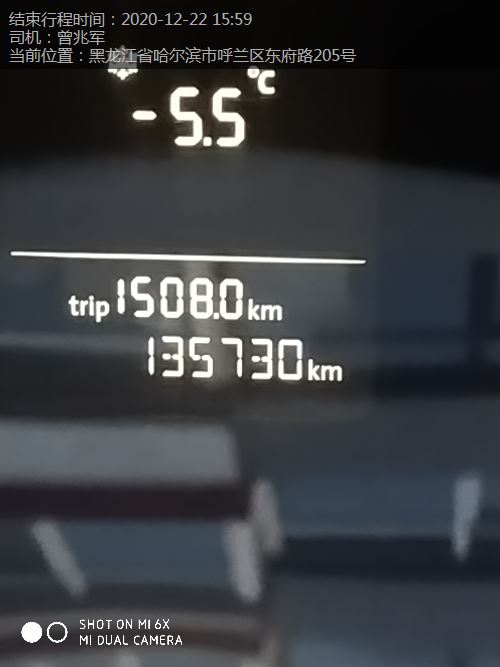 结束行程时间：2020-12-22 15:59
司机：曾兆军
当前位置：黑龙江省哈尔滨市呼兰区东府路205号
-5.5°C
trip 1508.0 km
135730 km
SHOT ON MI 6X
MI DUAL CAMERA